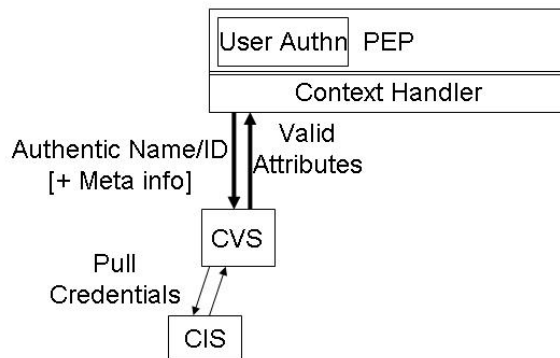 User Authn PEP
Context Handler
Authentic Name/ID
[+ Meta info]
Valid
Attributes
CVS
Pull
Credentials
CIS